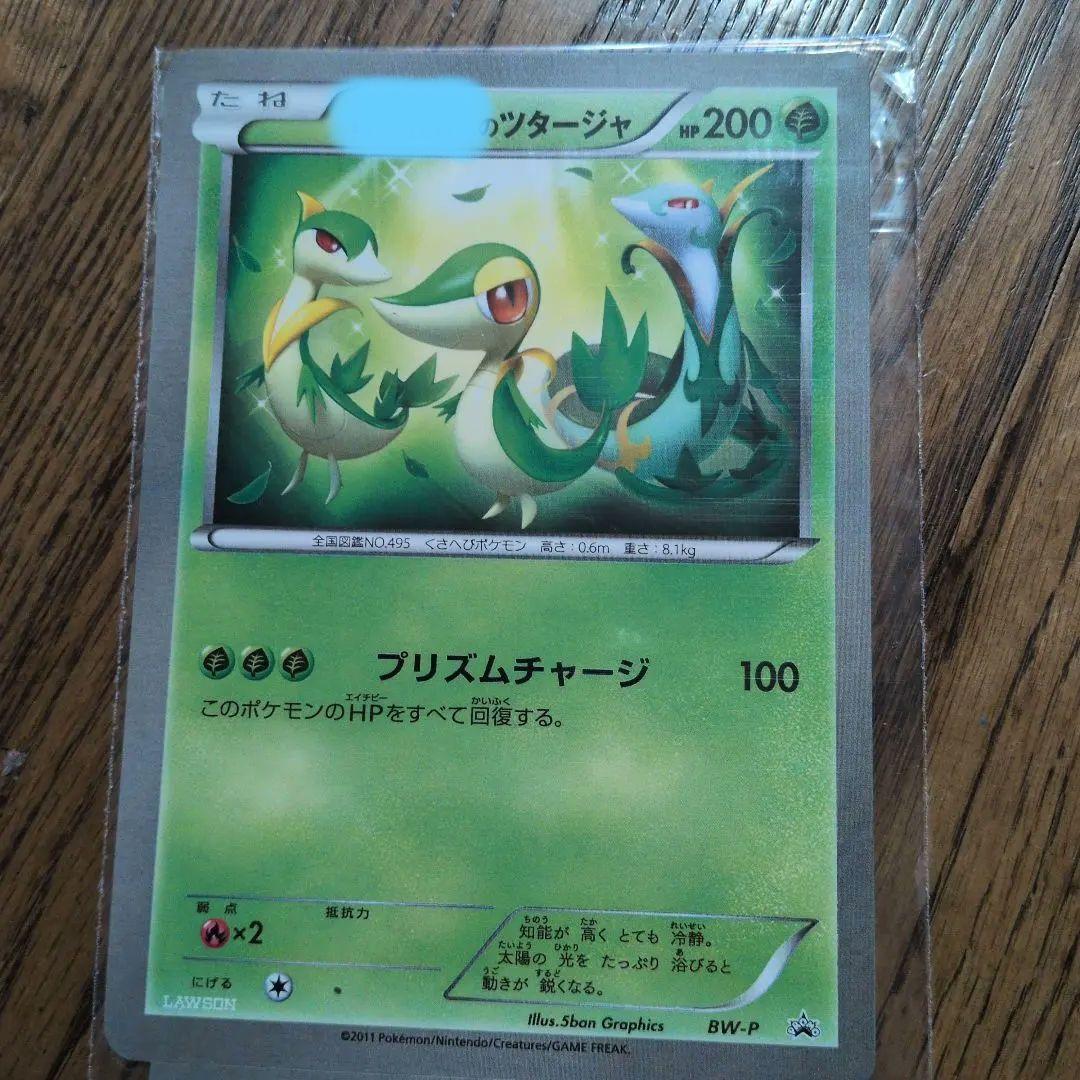 たね
のツタージャ HP200
全国図鑑NO.495 くさへびポケモン 高さ:0.6m 重さ:8.1kg
プリズムチャージ 100
エイチピー かいふく
このポケモンのHPをすべて回復する。
弱点 抵抗力
×2
にげる
ちのう たか れいせい
知能が 高く とても 冷静。
たいよう ひかり あ
太陽の 光を たっぷり 浴びると
うご するど
動きが 鋭くなる。
LAWSON
Illus.5ban Graphics BW-P
©2011 Pokémon/Nintendo/Creatures/GAME FREAK.